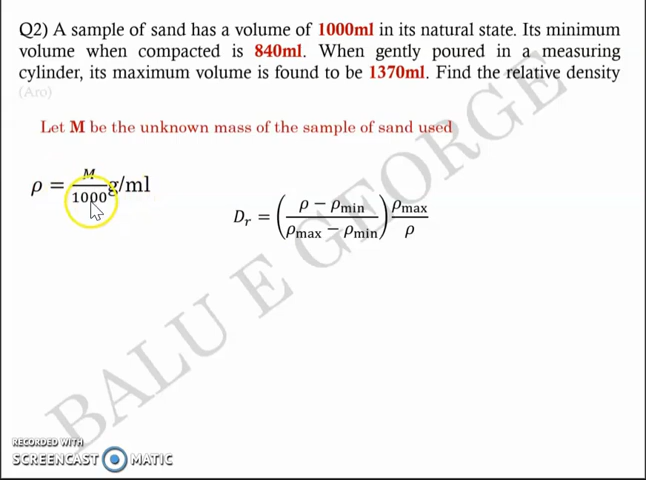 Q2) A sample of sand has a volume of 1000ml in its natural state. Its minimum
volume when compacted is 840ml. When gently poured in a measuring
cylinder, its maximum volume is found to be 1370ml. Find the relative density
(Aro)
Let M be the unknown mass of the sample of sand used
ρ = M/1000 g/ml
D_r = ((ρ − ρ_min)/(ρ_max − ρ_min)) ρ_max/ρ
BALU E GEORGE
RECORDED WITH
SCREENCAST MATIC